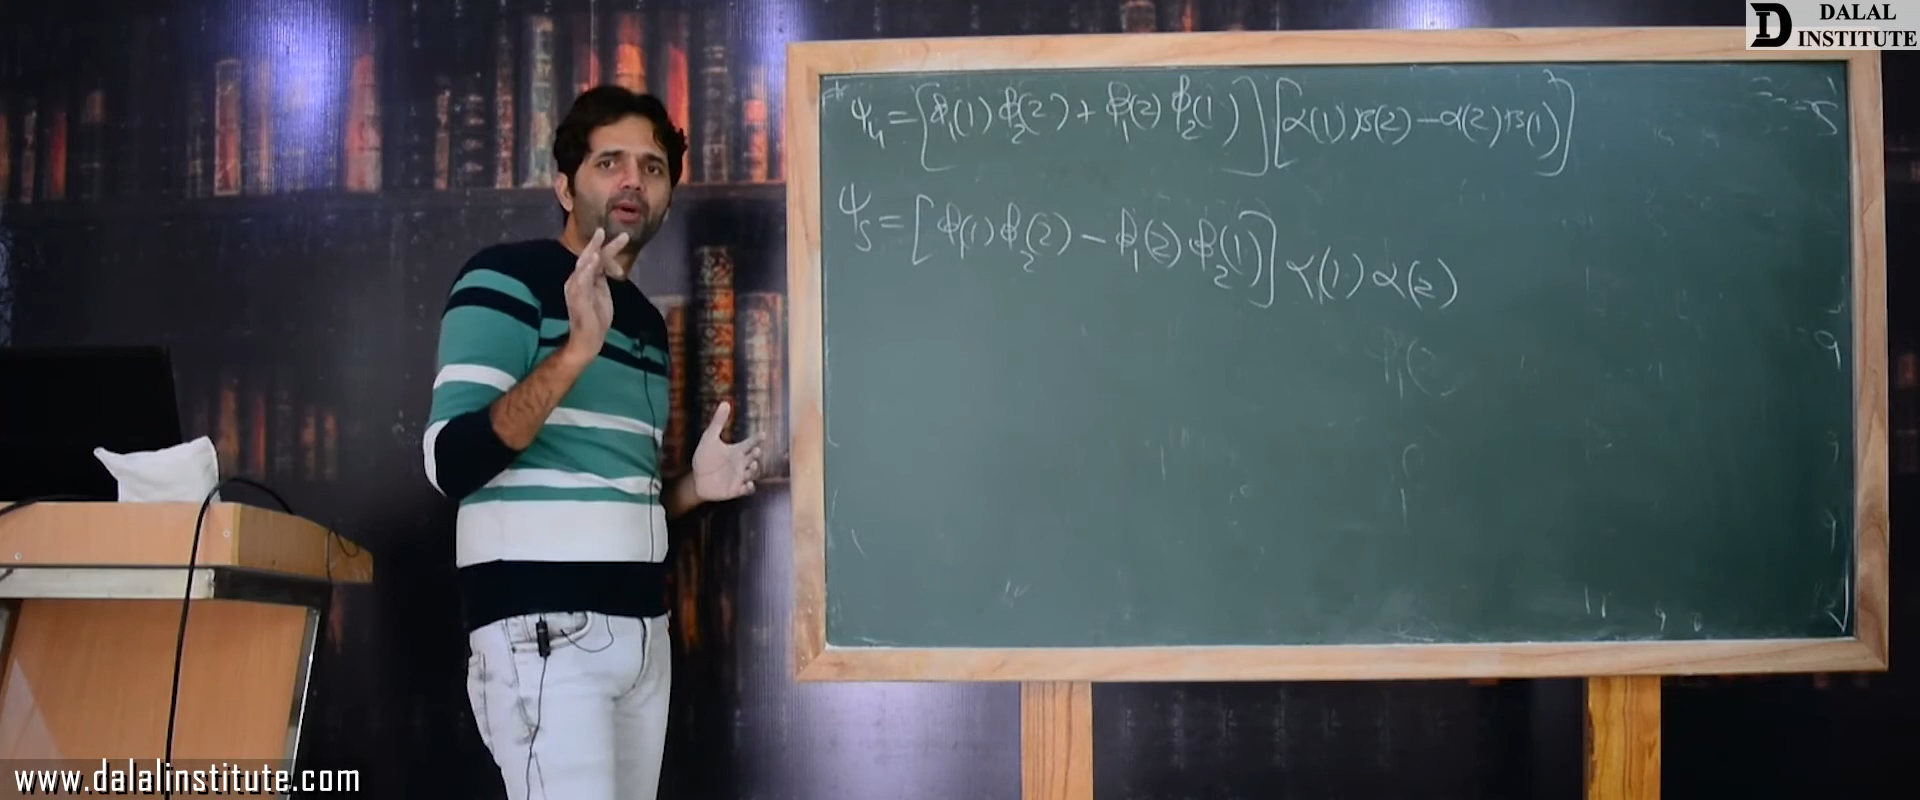 DALAL
INSTITUTE
ψ₄ = [ϕ₁(1) ϕ₂(2) + ϕ₁(2) ϕ₂(1)] [α(1) β(2) – α(2) β(1)]
ψ₅ = [ϕ₁(1) ϕ₂(2) – ϕ₁(2) ϕ₂(1)] α(1) α(2)
www.dalalinstitute.com